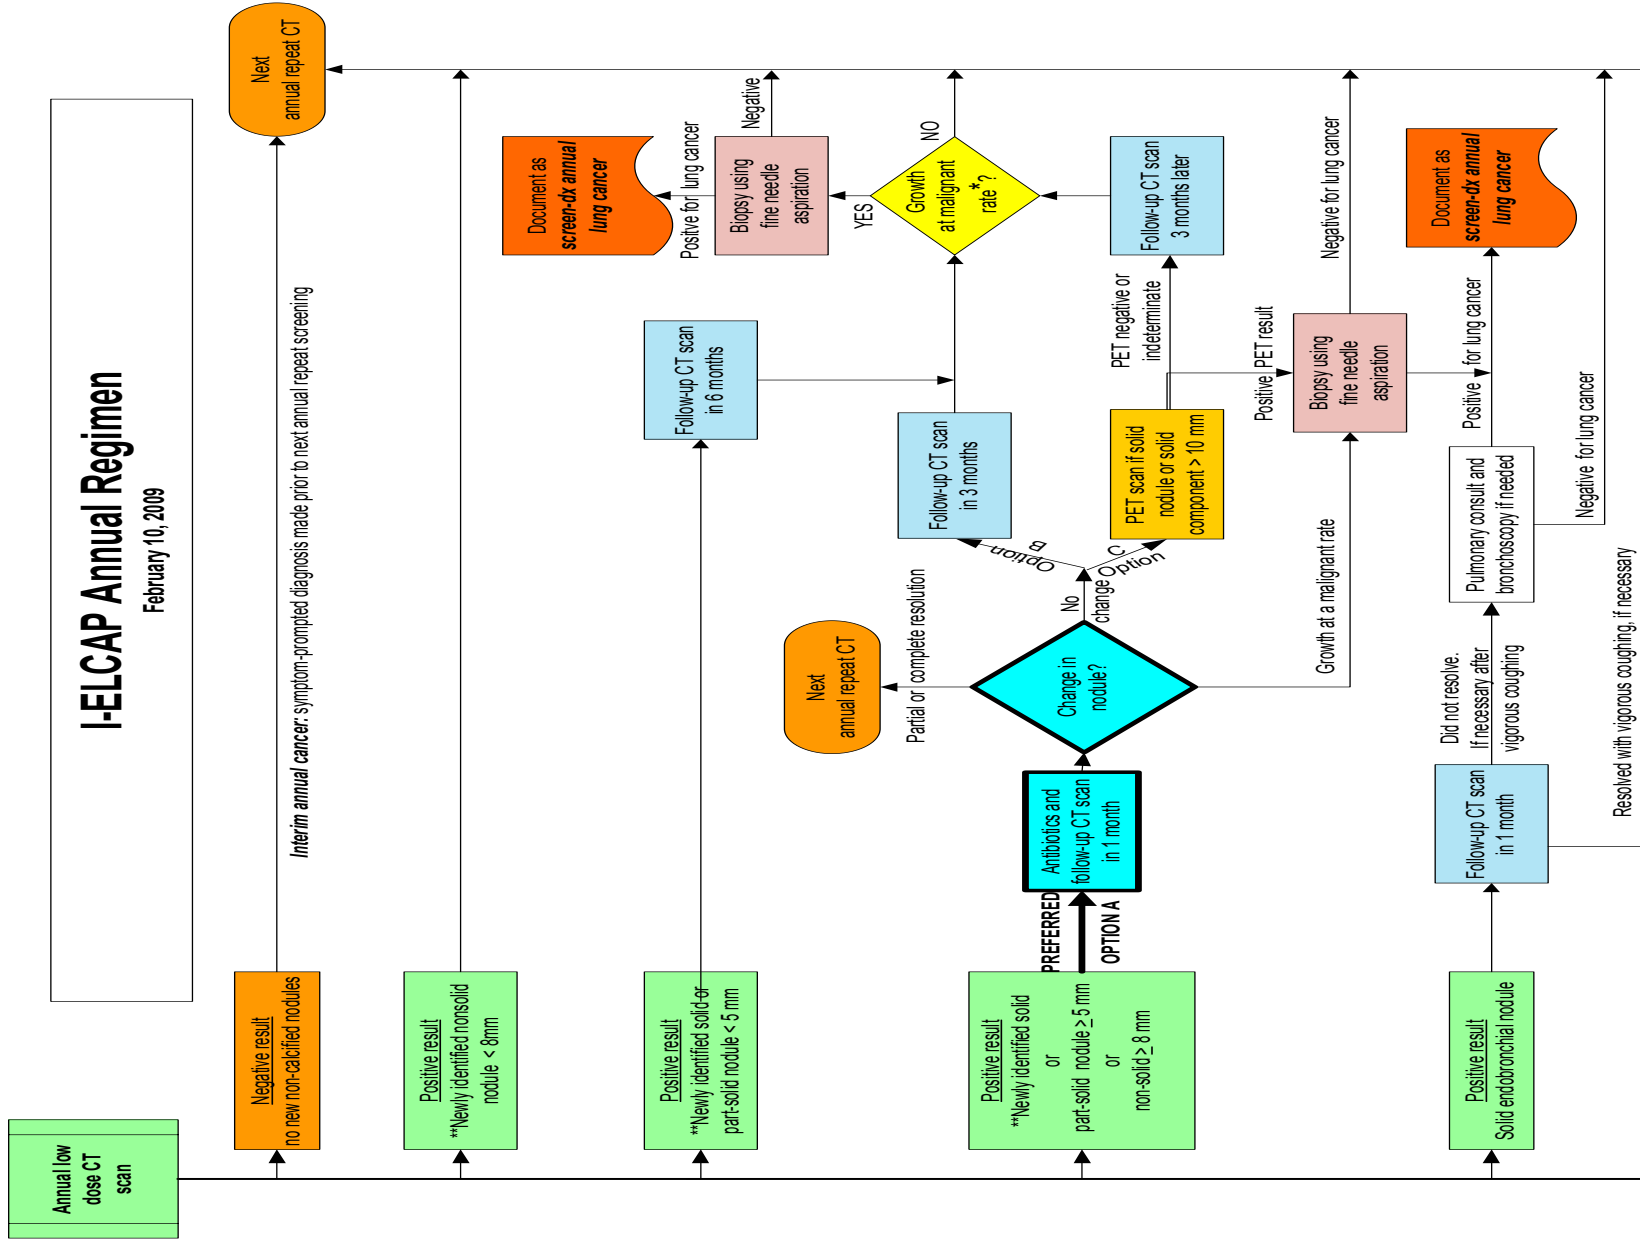 I-ELCAP Annual Regimen
February 10, 2009
Annual low
dose CT
scan
Negative result
no new non-calcified nodules
Interim annual cancer: symptom-prompted diagnosis made prior to next annual repeat screening
Next
annual repeat CT
Positive result
**Newly identified nonsolid
nodule < 8mm
Positive result
**Newly identified solid or
part-solid nodule < 5 mm
Follow-up CT scan
in 6 months
Document as
screen-dx annual
lung cancer
Positive for lung cancer
Biopsy using
fine needle
aspiration
Negative
YES
Growth
at malignant
rate*?
NO
Positive result
**Newly identified solid
or
part-solid nodule ≥ 5 mm
or
non-solid ≥ 8 mm
PREFERRED
OPTION A
Antibiotics and
follow-up CT scan
in 1 month
Change in
nodule?
Partial or complete resolution
Next
annual repeat CT
No
change
Option
B
Option
C
Follow-up CT scan
in 3 months
PET scan if solid
nodule or solid
component > 10 mm
PET negative or
indeterminate
Follow-up CT scan
3 months later
Positive PET result
Growth at a malignant rate
Biopsy using
fine needle
aspiration
Negative for lung cancer
Positive for lung cancer
Document as
screen-dx annual
lung cancer
Positive result
Solid endobronchial nodule
Follow-up CT scan
in 1 month
Did not resolve.
If necessary after
vigorous coughing
Pulmonary consult and
bronchoscopy if needed
Negative for lung cancer
Resolved with vigorous coughing, if necessary